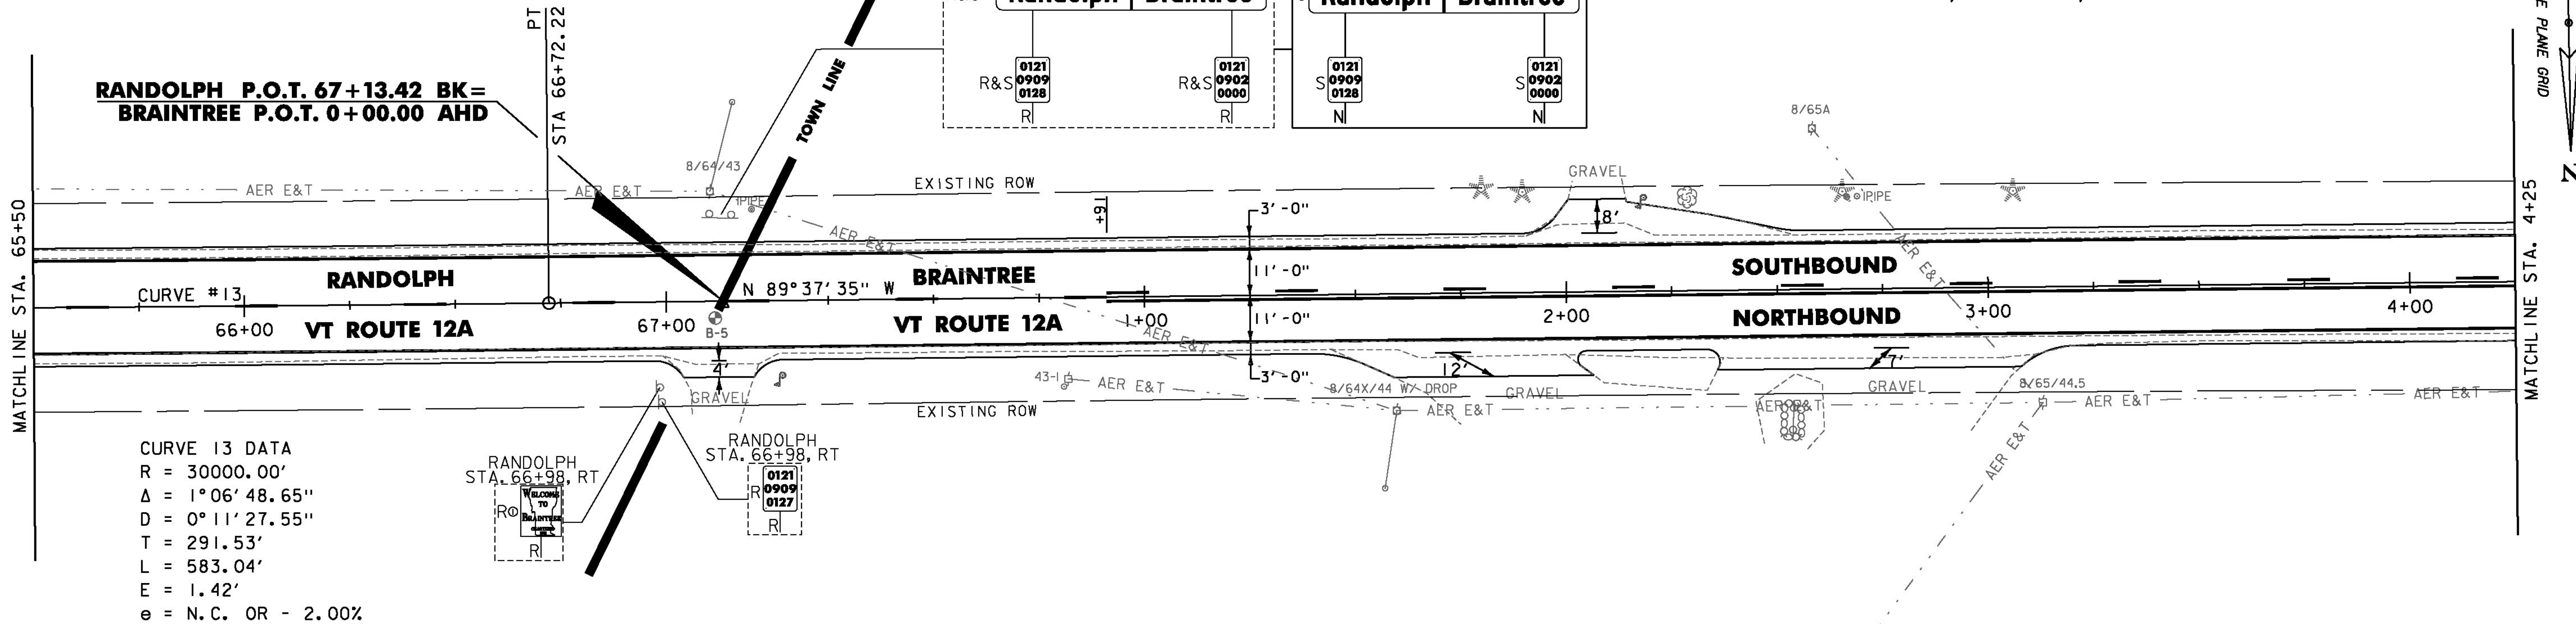 PT
STA 66+72.22
Randolph Braintree
Randolph Braintree
R&S 0121 0909 0128 R
R&S 0121 0902 0000 R
S 0121 0909 0128 N
S 0121 0902 0000 N
E PLANE GRID
N
RANDOLPH P.O.T. 67+13.42 BK=
BRAINTREE P.O.T. 0+00.00 AHD
TOWN LINE
8/64/43
8/65A
GRAVEL
AER E&T
AER E&T
EXISTING ROW
IPIPE
IPIPE
+91
3'-0"
8'
AER E&T
AER E&T
MATCHLINE STA. 65+50
MATCHLINE STA. 4+25
RANDOLPH
BRAINTREE
11'-0"
SOUTHBOUND
CURVE #13
N 89°37'35" W
66+00
VT ROUTE 12A
67+00
B-5
VT ROUTE 12A
1+00
11'-0"
2+00
NORTHBOUND
3+00
4+00
AER E&T
4'
3'-0"
12'
7'
43-1
AER E&T
8/64X/44 W/ DROP
GRAVEL
GRAVEL
GRAVEL
8/65/44.5
EXISTING ROW
AER E&T
AER E&T
AER E&T
AER E&T
AER E&T
CURVE 13 DATA
R = 30000.00'
Δ = 1°06'48.65"
D = 0°11'27.55"
T = 291.53'
L = 583.04'
E = 1.42'
e = N.C. OR - 2.00%
RANDOLPH
STA. 66+98, RT
R
WELCOME
TO
BRAINTREE
R
RANDOLPH
STA. 66+98, RT
R 0121 0909 0127 R